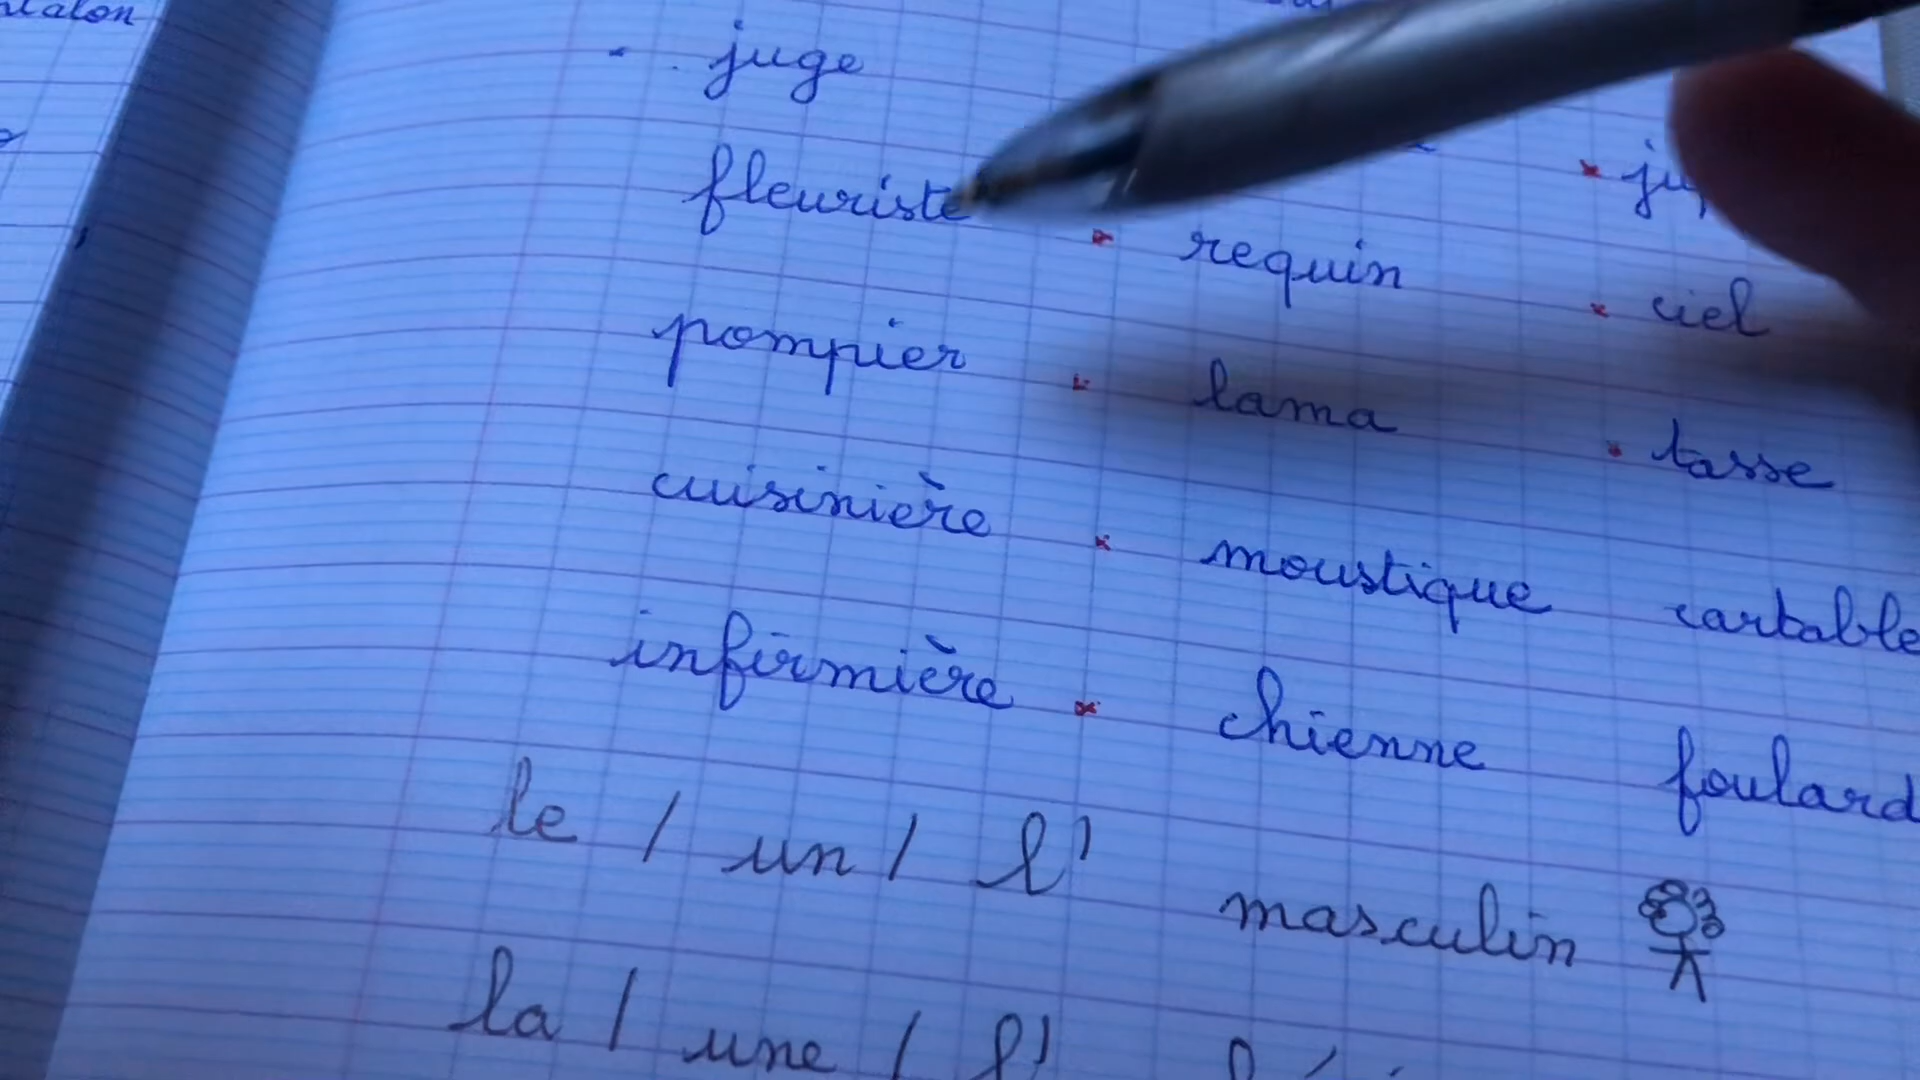 juge
fleuriste requin
pompier lama ciel
cuisinière moustique tasse
infirmière chienne cartable
foulard
le / un / l' masculin
la / une / l'